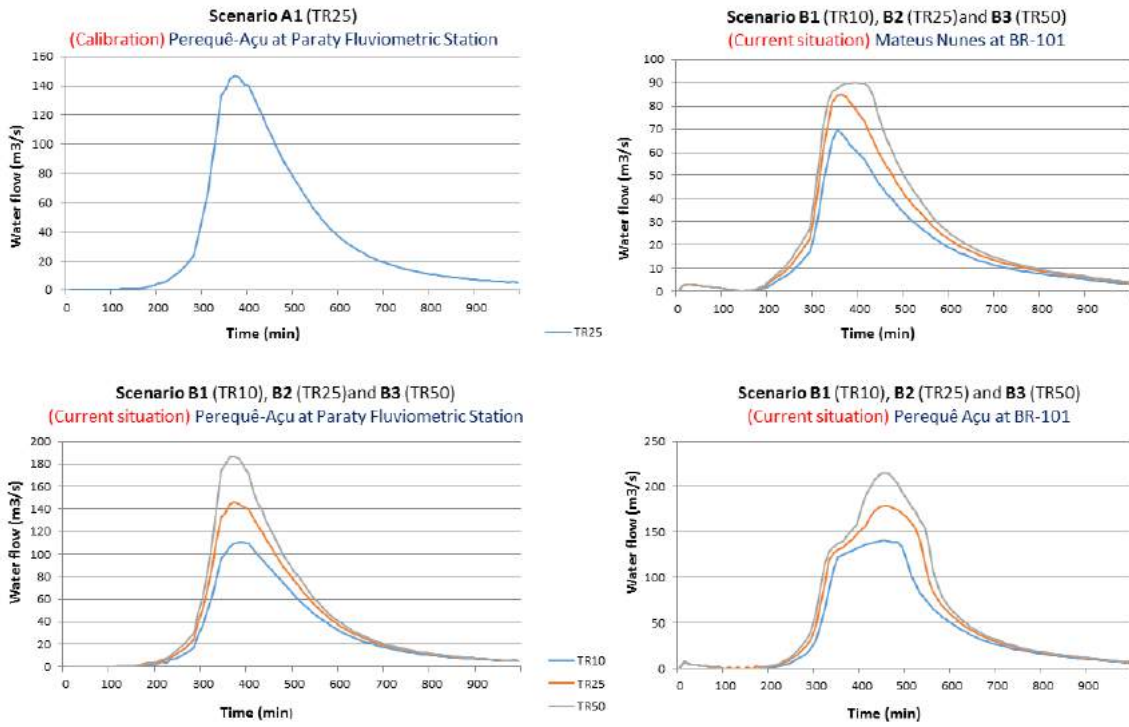 Scenario A1 (TR25)
(Calibration) Perequê-Açu at Paraty Fluviometric Station
Water flow (m3/s)
160
140
120
100
80
60
40
20
0
0 100 200 300 400 500 600 700 800 900
Time (min)
TR25
Scenario B1 (TR10), B2 (TR25)and B3 (TR50)
(Current situation) Mateus Nunes at BR-101
Water flow (m3/s)
100
90
80
70
60
50
40
30
20
10
0
0 100 200 300 400 500 600 700 800 900
Time (min)
Scenario B1 (TR10), B2 (TR25)and B3 (TR50)
(Current situation) Perequê-Açu at Paraty Fluviometric Station
Water flow (m3/s)
200
180
160
140
120
100
80
60
40
20
0
0 100 200 300 400 500 600 700 800 900
Time (min)
TR10
TR25
TR50
Scenario B1 (TR10), B2 (TR25) and B3 (TR50)
(Current situation) Perequê Açu at BR-101
Water flow (m3/s)
250
200
150
100
50
0
0 100 200 300 400 500 600 700 800 900
Time (min)